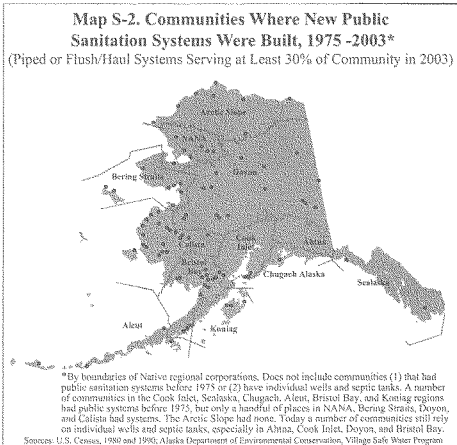 Map S-2. Communities Where New Public
Sanitation Systems Were Built, 1975 -2003*
(Piped or Flush/Haul Systems Serving at Least 30% of Community in 2003)
Arctic Slope
NANA
Bering Straits
Doyon
Calista
Cook
Inlet
Ahtna
Bristol
Bay
Chugach Alaska
Sealaska
Aleut
Koniag
*By boundaries of Native regional corporations. Does not include communities (1) that had
public sanitation systems before 1975 or (2) have individual wells and septic tanks. A number
of communities in the Cook Inlet, Sealaska, Chugach, Aleut, Bristol Bay, and Koniag regions
had public systems before 1975, but only a handful of places in NANA, Bering Straits, Doyon,
and Calista had systems. The Arctic Slope had none. Today a number of communities still rely
on individual wells and septic tanks, especially in Ahtna, Cook Inlet, Doyon, and Bristol Bay.
Sources: U.S. Census, 1980 and 1990; Alaska Department of Environmental Conservation, Village Safe Water Program